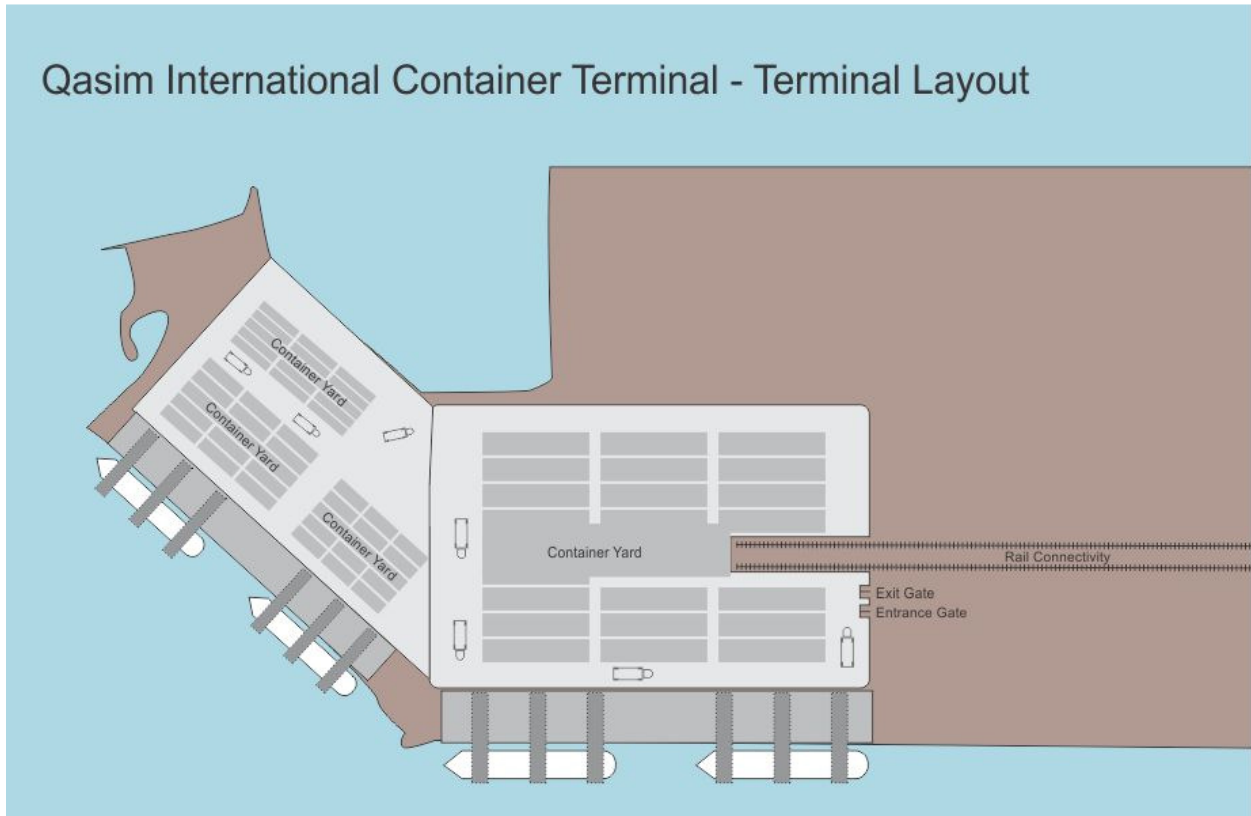 Qasim International Container Terminal - Terminal Layout
Container Yard
Container Yard
Container Yard
Container Yard
Rail Connectivity
Exit Gate
Entrance Gate